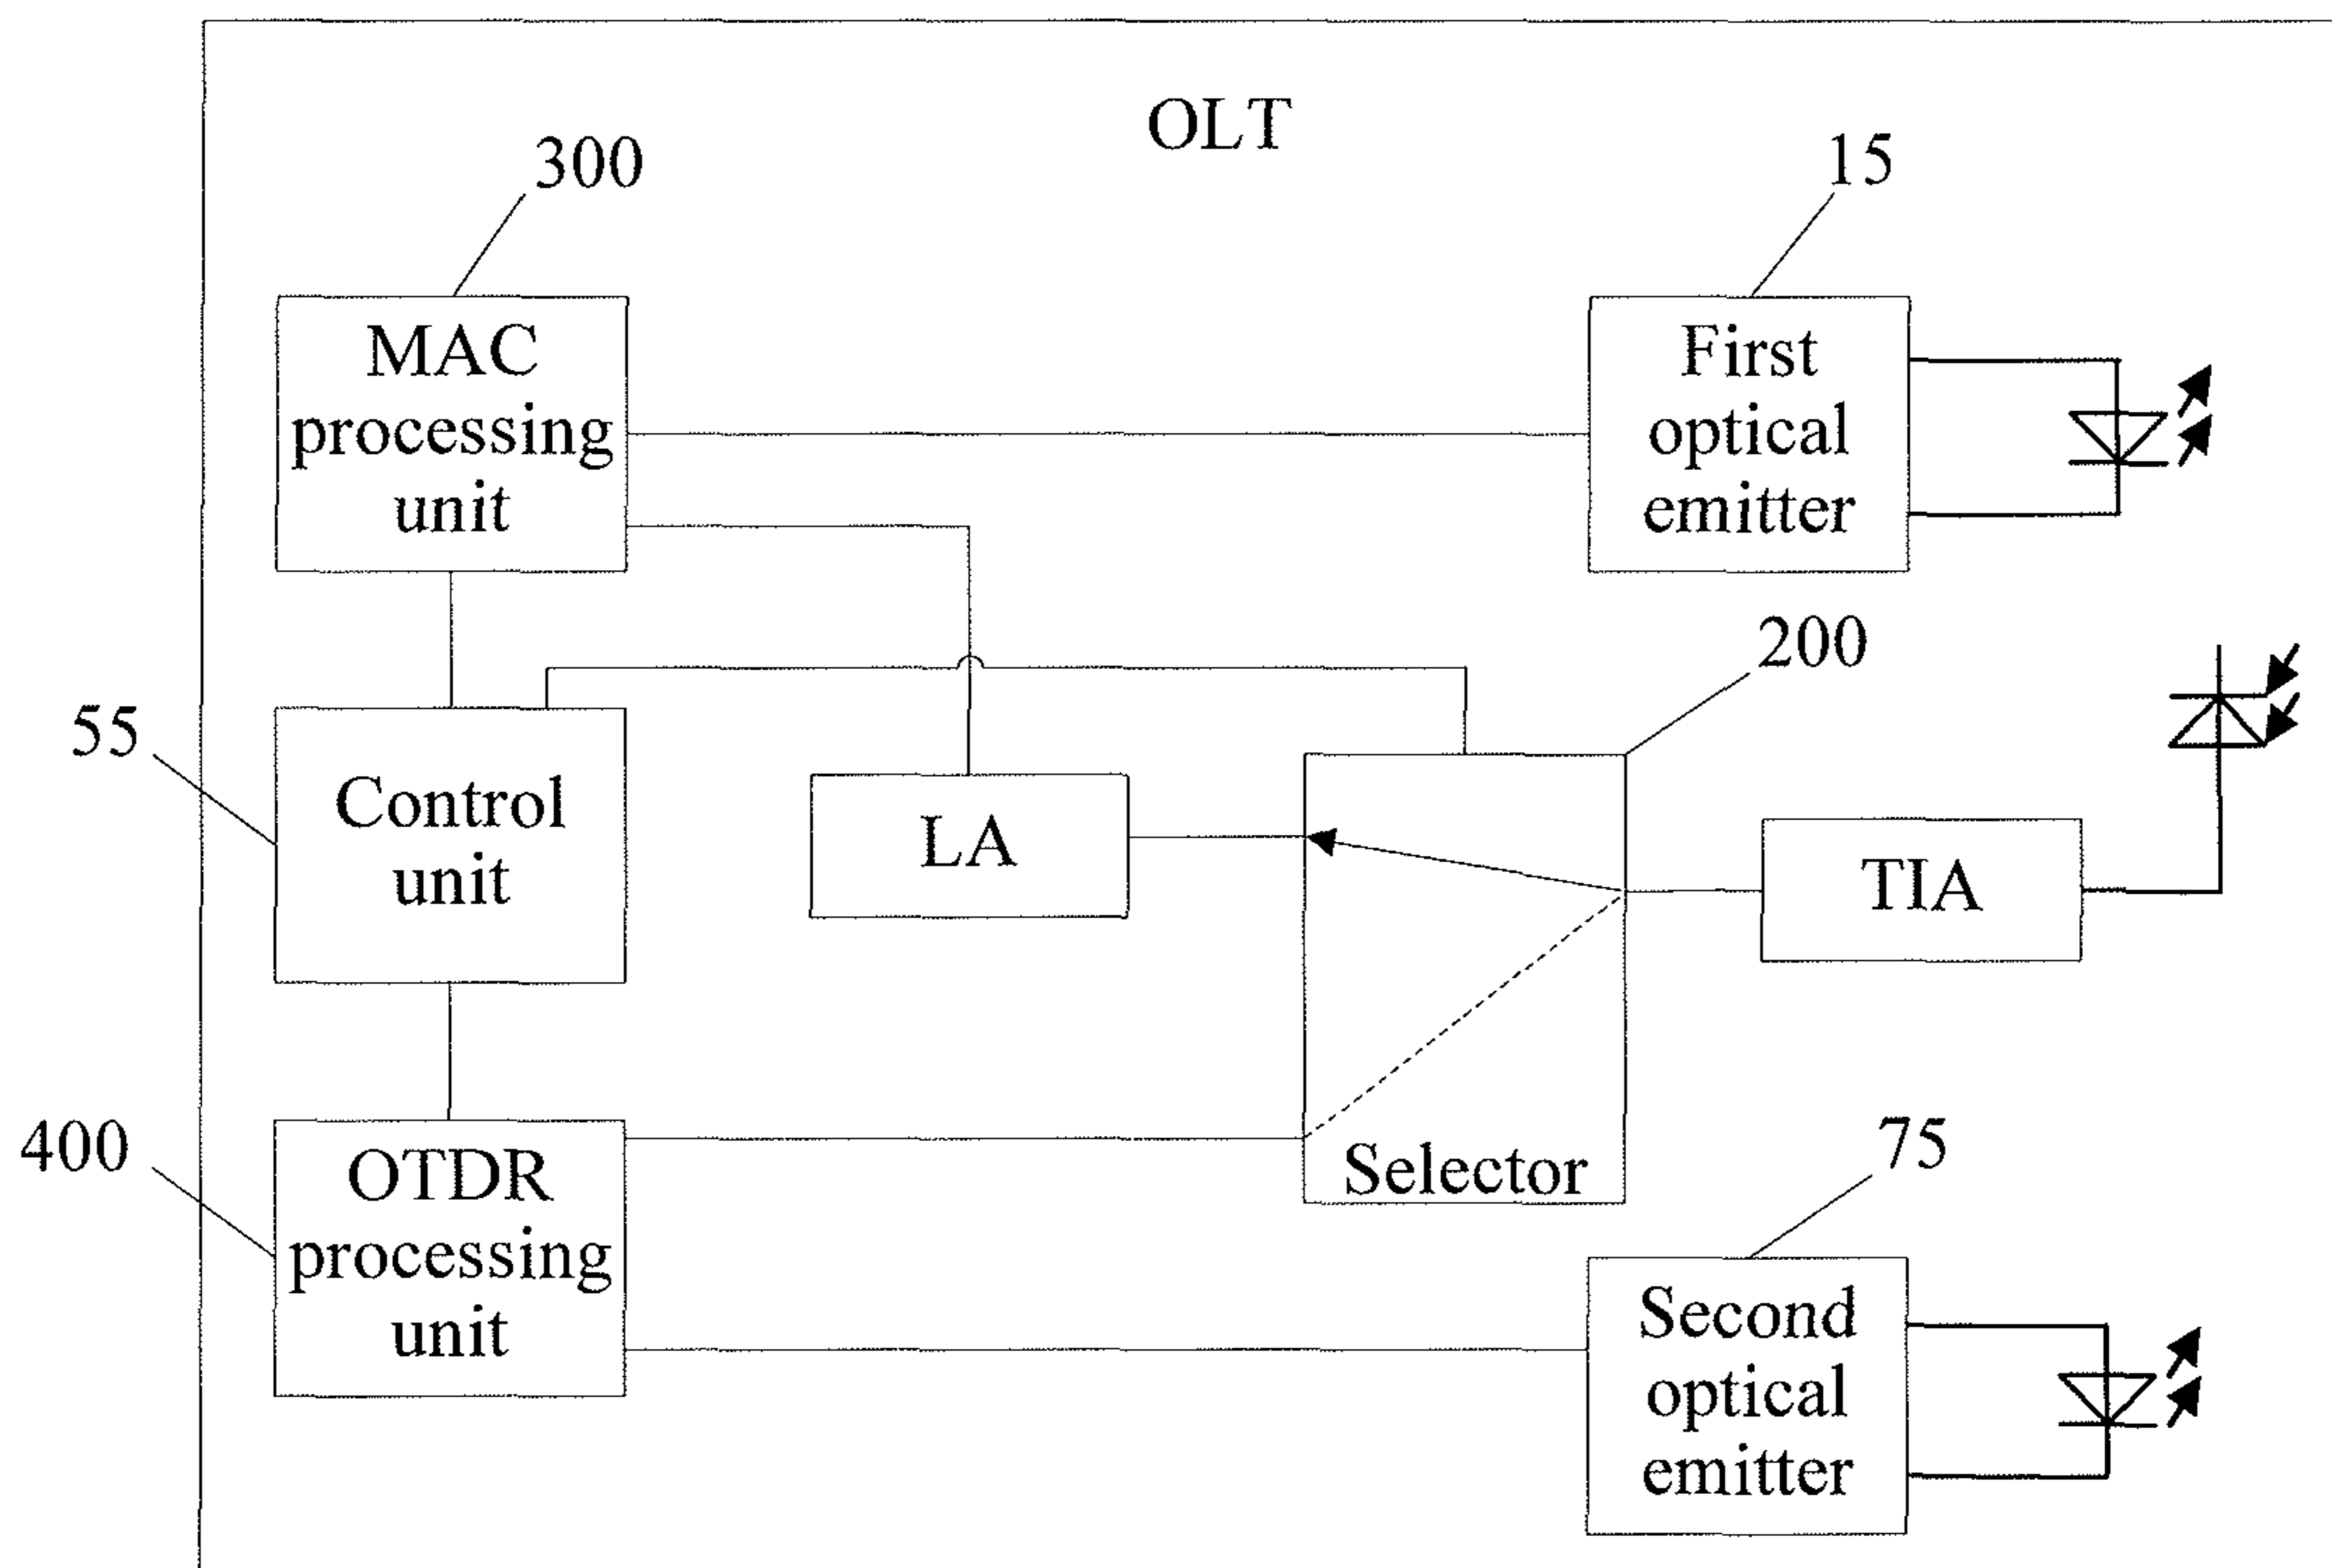 OLT
300
15
MAC
processing
unit
First
optical
emitter
200
55
Control
unit
LA
TIA
400
OTDR
processing
unit
Selector
75
Second
optical
emitter